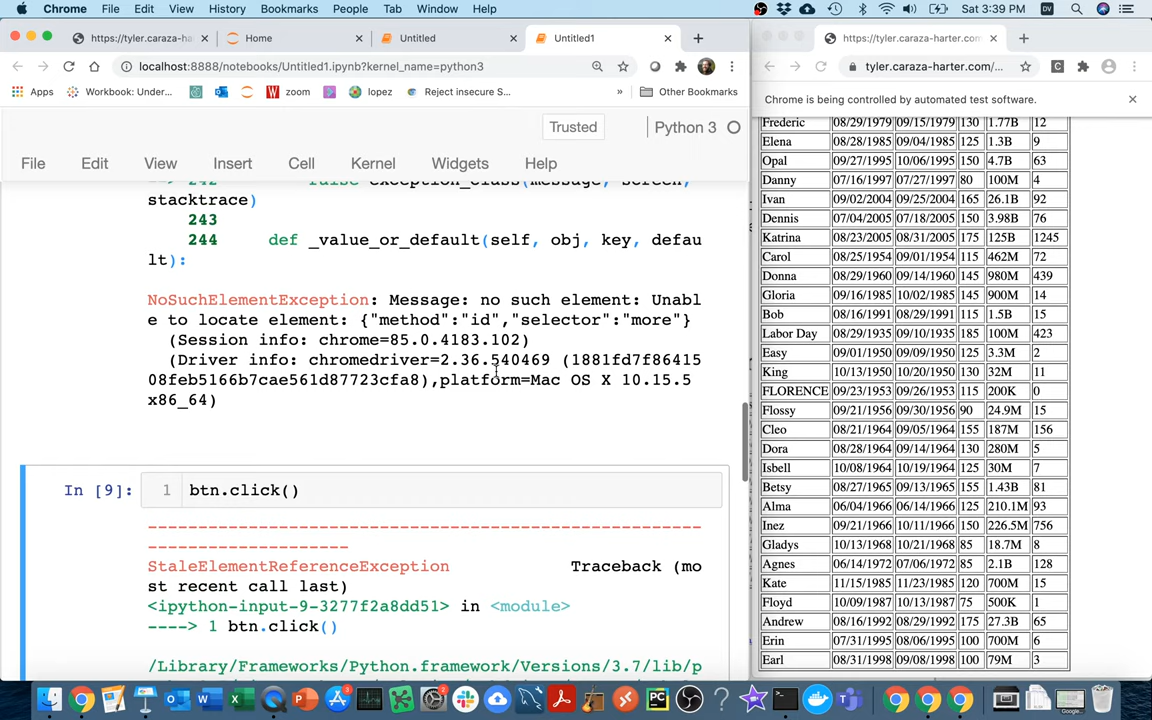 Chrome File Edit View History Bookmarks People Tab Window Help
DV Sat 3:39 PM
https://tyler.caraza-har × Home × Untitled × Untitled1 × +
localhost:8888/notebooks/Untitled1.ipynb?kernel_name=python3
Apps Workbook: Under... zoom lopez Reject insecure S... » Other Bookmarks
Trusted Python 3
File Edit View Insert Cell Kernel Widgets Help
--> 242 raise exception_class(message, screen,
stacktrace)
243
244 def _value_or_default(self, obj, key, defau
lt):
NoSuchElementException: Message: no such element: Unabl
e to locate element: {"method":"id","selector":"more"}
(Session info: chrome=85.0.4183.102)
(Driver info: chromedriver=2.36.540469 (1881fd7f86415
08feb5166b7cae561d87723cfa8),platform=Mac OS X 10.15.5
x86_64)
In [9]: 1 btn.click()
---------------------------------------------------------
--------------------
StaleElementReferenceException Traceback (mo
st recent call last)
<ipython-input-9-3277f2a8dd51> in <module>
----> 1 btn.click()
/Library/Frameworks/Python.framework/Versions/3.7/lib/p
https://tyler.caraza-harter.com × +
tyler.caraza-harter.com/...
Chrome is being controlled by automated test software. ×
Frederic 08/29/1979 09/15/1979 130 1.77B 12
Elena 08/28/1985 09/04/1985 125 1.3B 9
Opal 09/27/1995 10/06/1995 150 4.7B 63
Danny 07/16/1997 07/27/1997 80 100M 4
Ivan 09/02/2004 09/25/2004 165 26.1B 92
Dennis 07/04/2005 07/18/2005 150 3.98B 76
Katrina 08/23/2005 08/31/2005 175 125B 1245
Carol 08/25/1954 09/01/1954 115 462M 72
Donna 08/29/1960 09/14/1960 145 980M 439
Gloria 09/16/1985 10/02/1985 145 900M 14
Bob 08/16/1991 08/29/1991 115 1.5B 15
Labor Day 08/29/1935 09/10/1935 185 100M 423
Easy 09/01/1950 09/09/1950 125 3.3M 2
King 10/13/1950 10/20/1950 130 32M 11
FLORENCE 09/23/1953 09/26/1953 115 200K 0
Flossy 09/21/1956 09/30/1956 90 24.9M 15
Cleo 08/21/1964 09/05/1964 155 187M 156
Dora 08/28/1964 09/14/1964 130 280M 5
Isbell 10/08/1964 10/19/1964 125 30M 7
Betsy 08/27/1965 09/13/1965 155 1.43B 81
Alma 06/04/1966 06/14/1966 125 210.1M 93
Inez 09/21/1966 10/11/1966 150 226.5M 756
Gladys 10/13/1968 10/21/1968 85 18.7M 8
Agnes 06/14/1972 07/06/1972 85 2.1B 128
Kate 11/15/1985 11/23/1985 120 700M 15
Floyd 10/09/1987 10/13/1987 75 500K 1
Andrew 08/16/1992 08/29/1992 175 27.3B 65
Erin 07/31/1995 08/06/1995 100 700M 6
Earl 08/31/1998 09/08/1998 100 79M 3